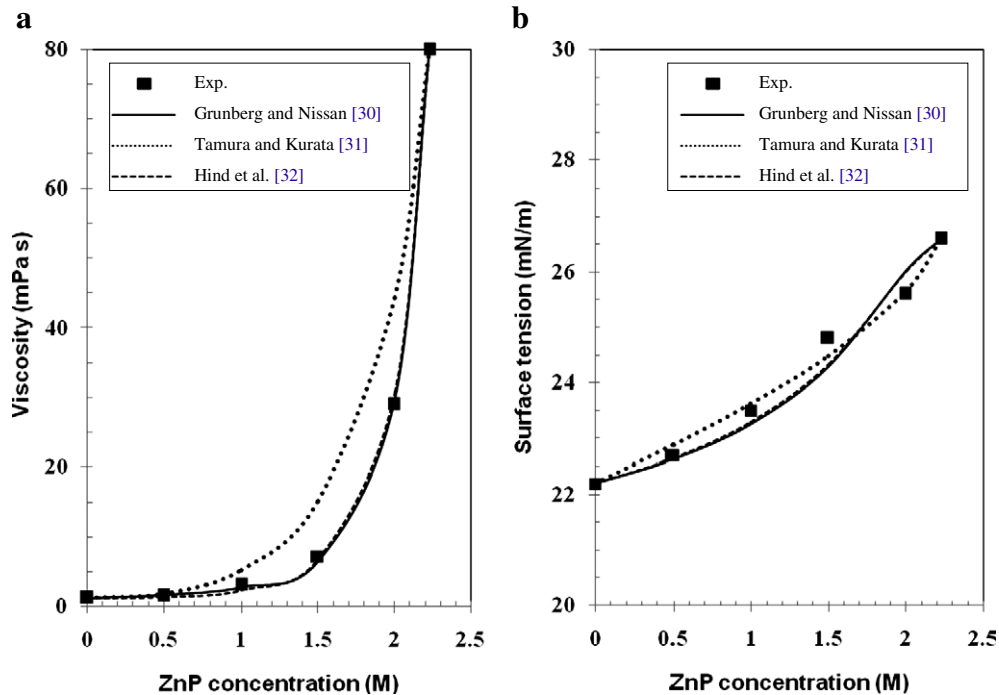 a
80
60
40
20
0
Viscosity (mPa s)
Exp.
Grunberg and Nissan [30]
Tamura and Kurata [31]
Hind et al. [32]
0 0.5 1 1.5 2 2.5
ZnP concentration (M)
b
30
28
26
24
22
20
Surface tension (mN/m)
Exp.
Grunberg and Nissan [30]
Tamura and Kurata [31]
Hind et al. [32]
0 0.5 1 1.5 2 2.5
ZnP concentration (M)